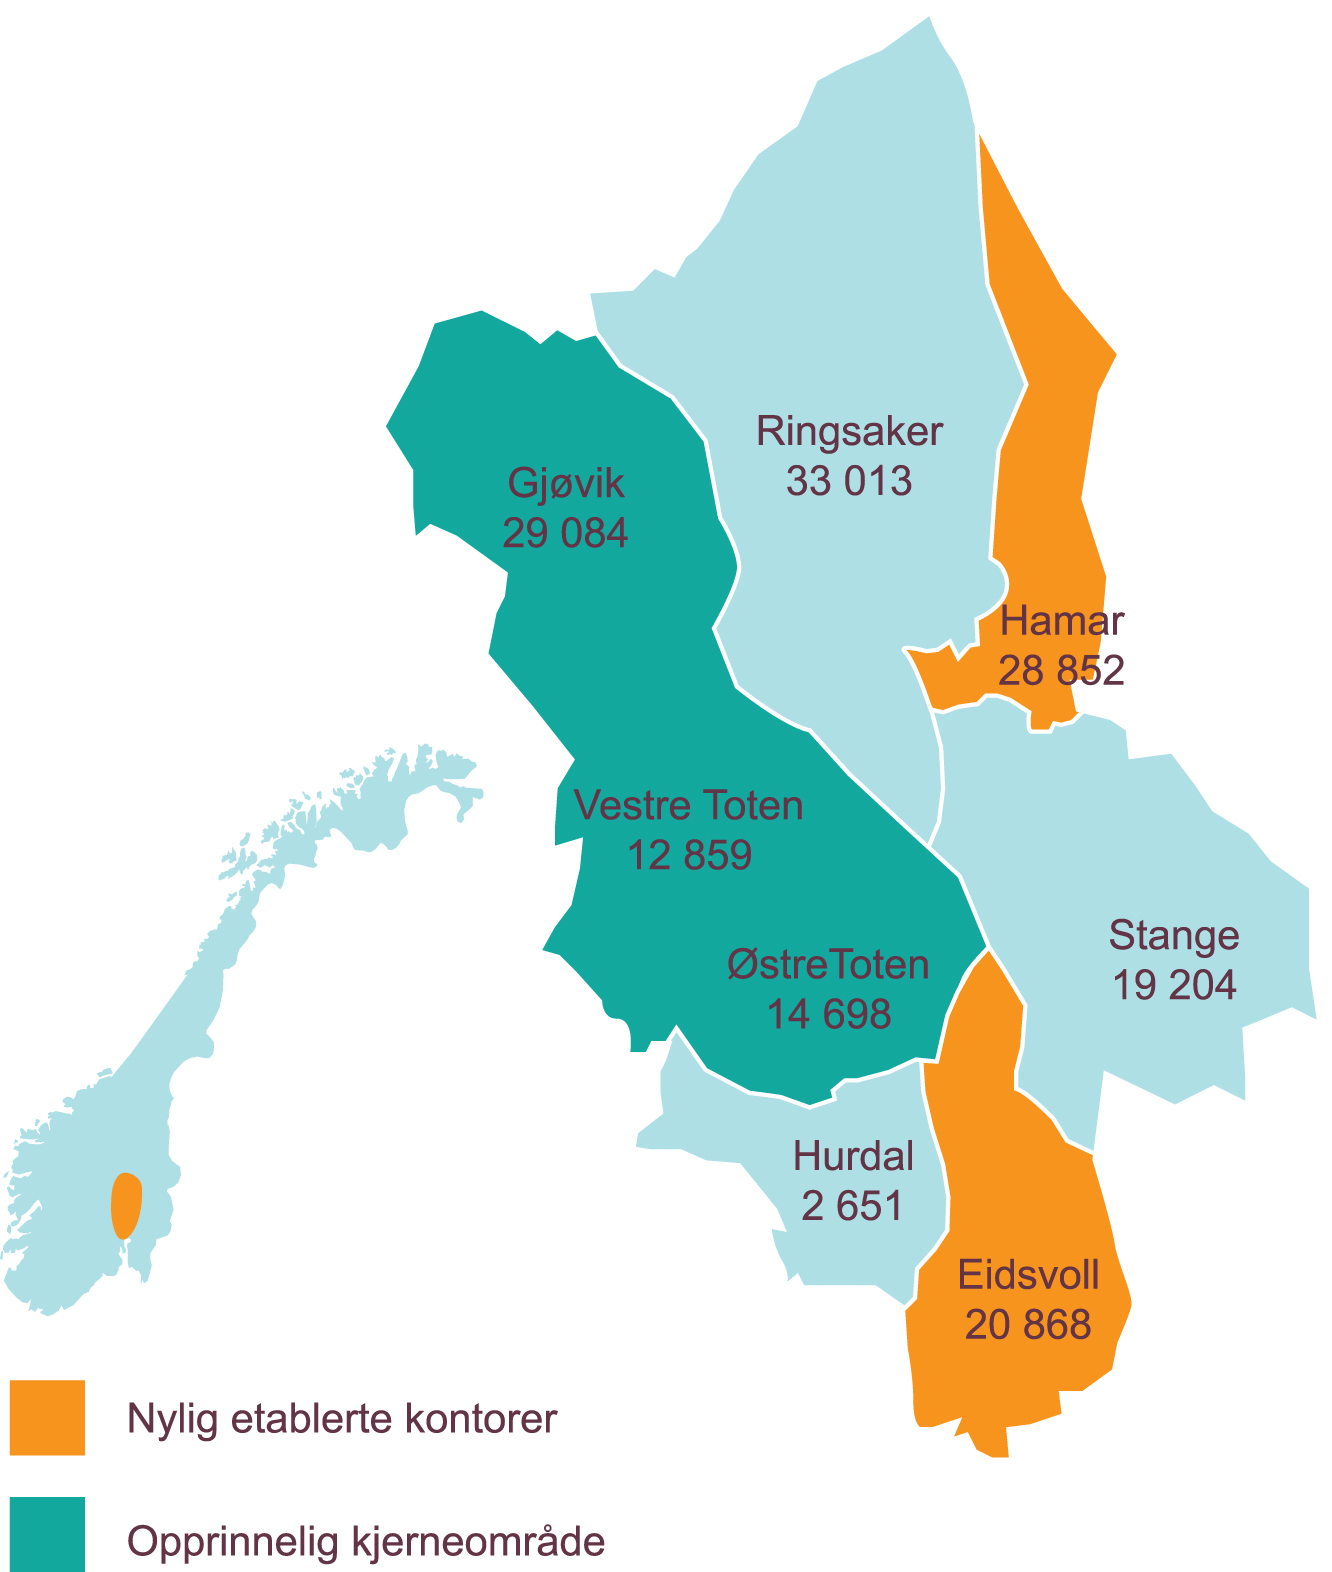 Ringsaker
33 013
Gjøvik
29 084
Hamar
28 852
Vestre Toten
12 859
Stange
19 204
ØstreToten
14 698
Hurdal
2 651
Eidsvoll
20 868
Nylig etablerte kontorer
Opprinnelig kjerneområde